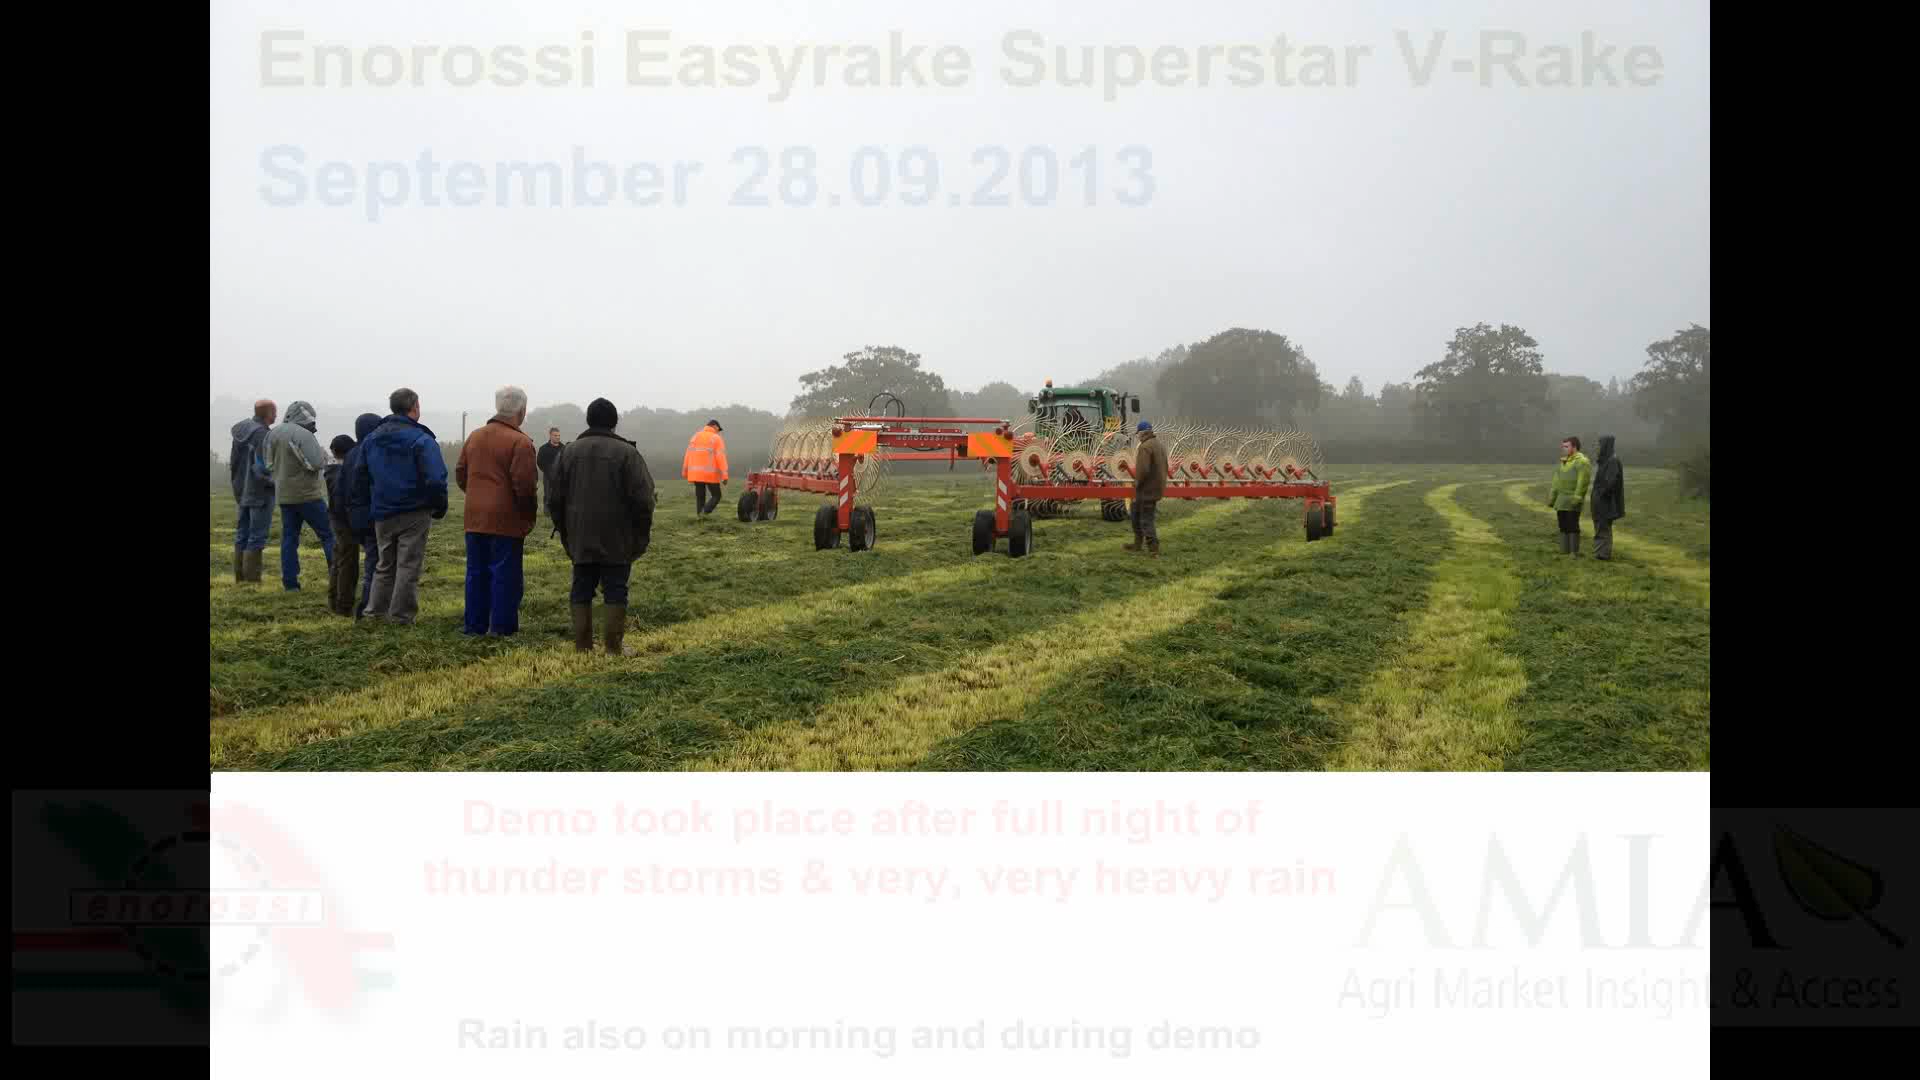 Enorossi Easyrake Superstar V-Rake
September 28.09.2013
enorossi
Demo took place after full night of
thunder storms & very, very heavy rain
enorossi
AMIA
Agri Market Insight & Access
Rain also on morning and during demo